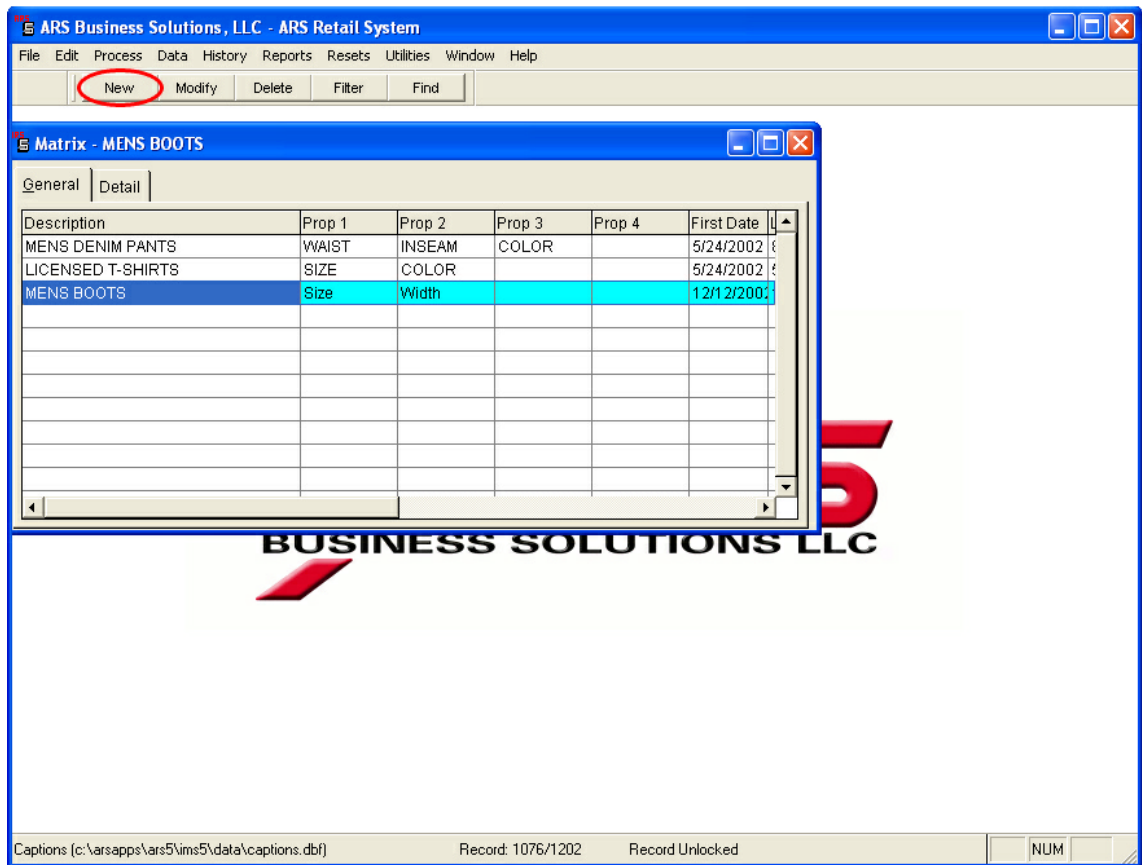 ARS Business Solutions, LLC - ARS Retail System
File Edit Process Data History Reports Resets Utilities Window Help
New Modify Delete Filter Find
Matrix - MENS BOOTS
General Detail
Description Prop 1 Prop 2 Prop 3 Prop 4 First Date
MENS DENIM PANTS WAIST INSEAM COLOR 5/24/2002
LICENSED T-SHIRTS SIZE COLOR 5/24/2002
MENS BOOTS Size Width
BUSINESS SOLUTIONS LLC
Captions (c:\arsapps\ars5\ims5\data\captions.dbf) Record: 1076/1202 Record Unlocked NUM